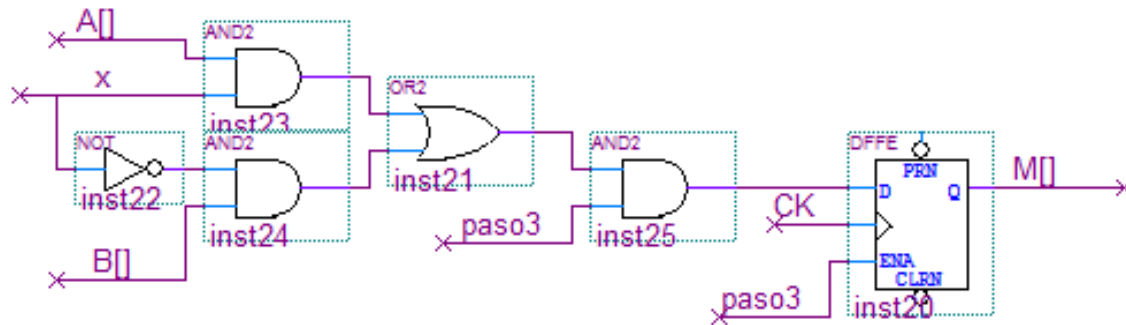 A[]
AND2
x
inst23
OR2
NOT
AND2
inst22
inst21
inst24
B[]
AND2
paso3
inst25
DFFE
PRN
D
Q
M[]
CK
ENA
CLRN
paso3
inst20